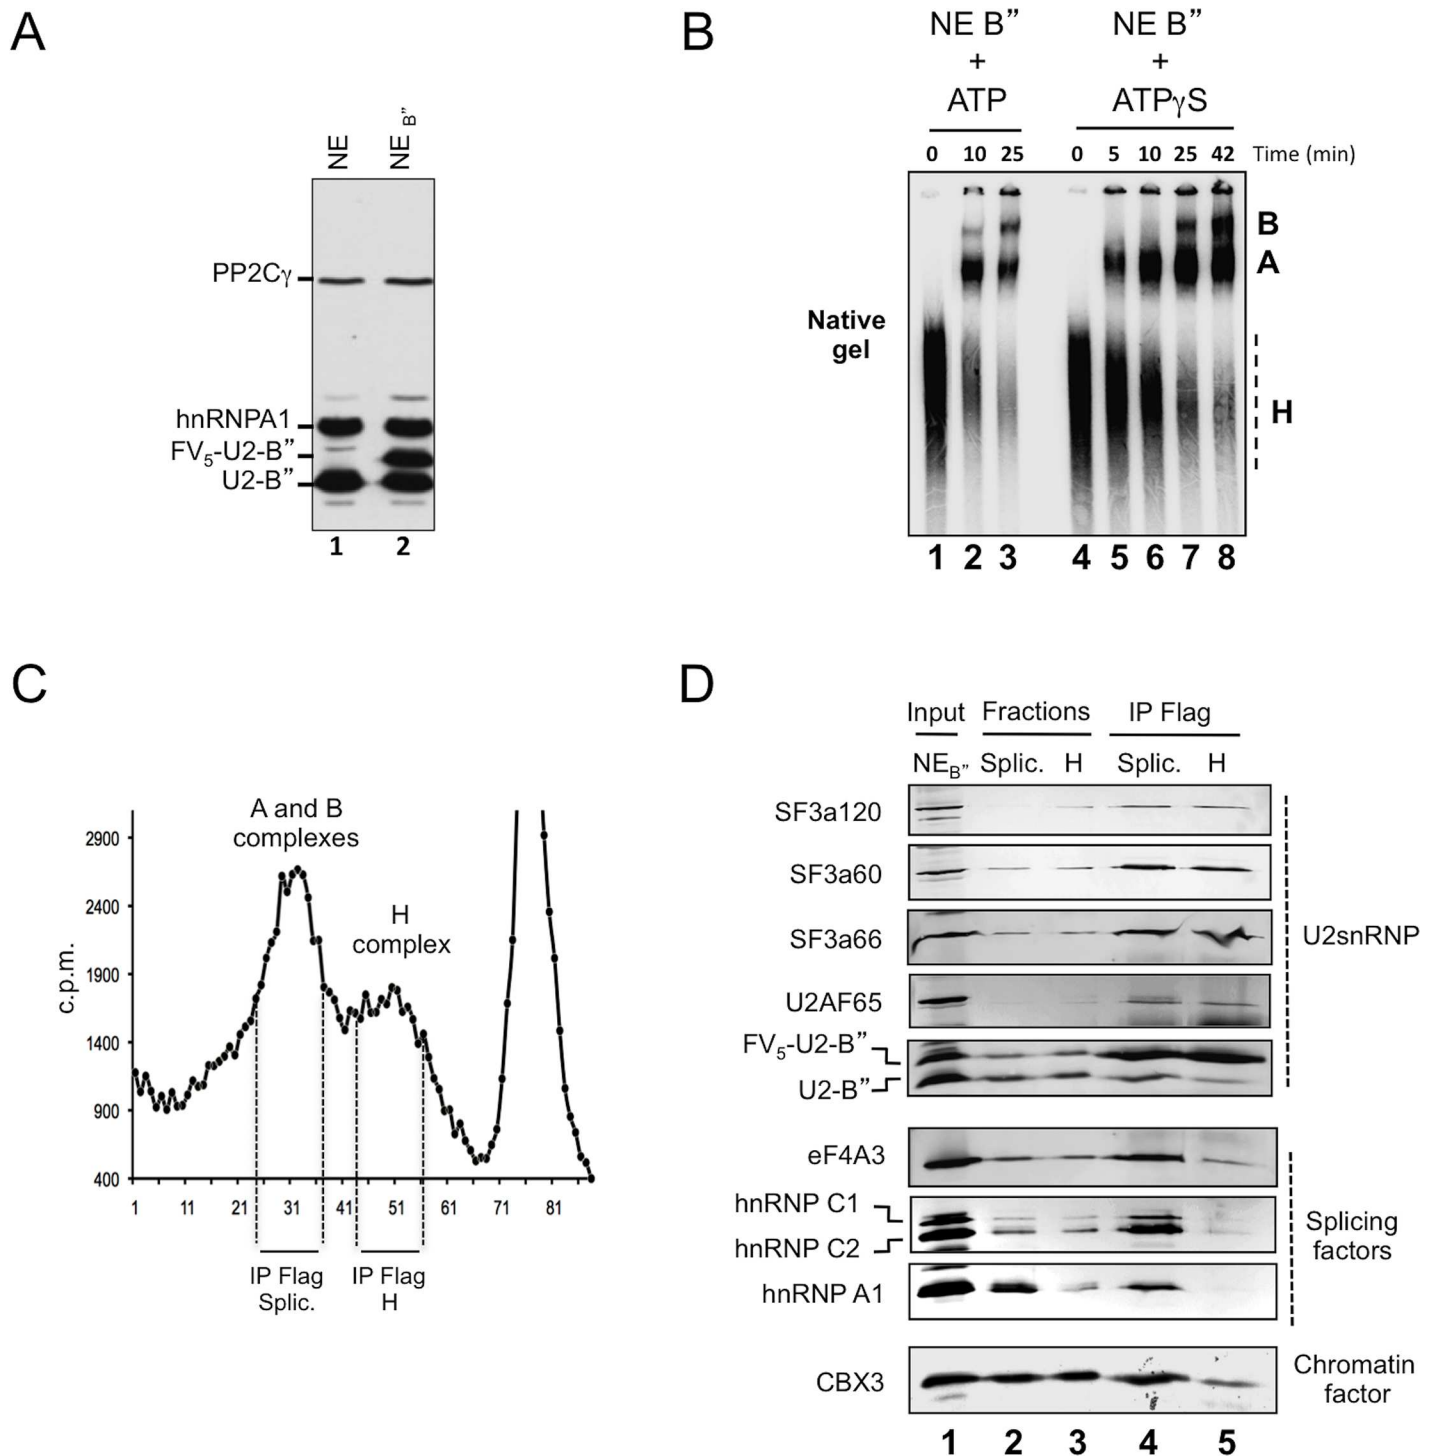 A
NE
NE B”
PP2Cγ
hnRNPA1
FV5-U2-B”
U2-B”
1 2
B
NE B” NE B”
+ +
ATP ATPγS
0 10 25 0 5 10 25 42 Time (min)
B
A
Native
gel
H
1 2 3 4 5 6 7 8
C
A and B
complexes
H
complex
c.p.m.
2900
2400
1900
1400
900
400
1 11 21 31 41 51 61 71 81
IP Flag IP Flag
Splic. H
D
Input Fractions IP Flag
NEB” Splic. H Splic. H
SF3a120
SF3a60
SF3a66
U2AF65
FV5-U2-B”
U2-B”
U2snRNP
eF4A3
hnRNP C1
hnRNP C2
hnRNP A1
Splicing
factors
CBX3
Chromatin
factor
1 2 3 4 5